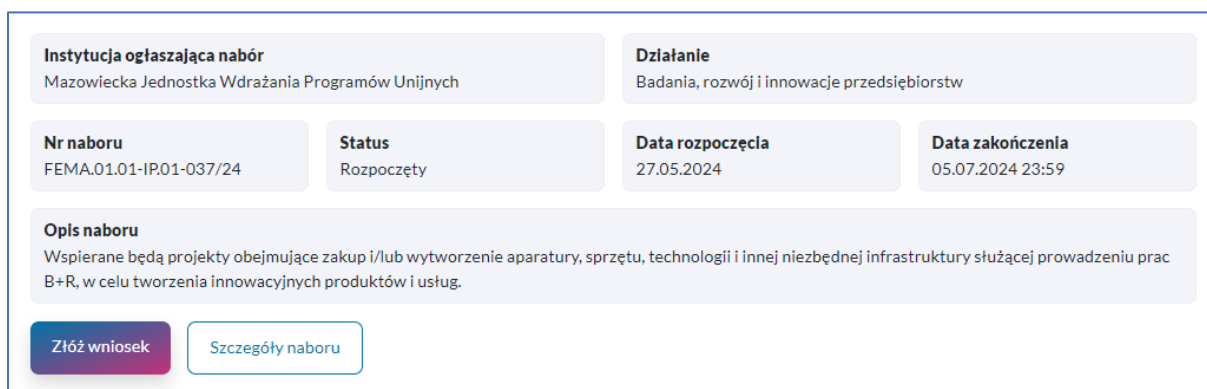 Instytucja ogłaszająca nabór
Mazowiecka Jednostka Wdrażania Programów Unijnych
Działanie
Badania, rozwój i innowacje przedsiębiorstw
Nr naboru
FEMA.01.01-IP.01-037/24
Status
Rozpoczęty
Data rozpoczęcia
27.05.2024
Data zakończenia
05.07.2024 23:59
Opis naboru
Wspierane będą projekty obejmujące zakup i/lub wytworzenie aparatury, sprzętu, technologii i innej niezbędnej infrastruktury służącej prowadzeniu prac
B+R, w celu tworzenia innowacyjnych produktów i usług.
Złóż wniosek
Szczegóły naboru